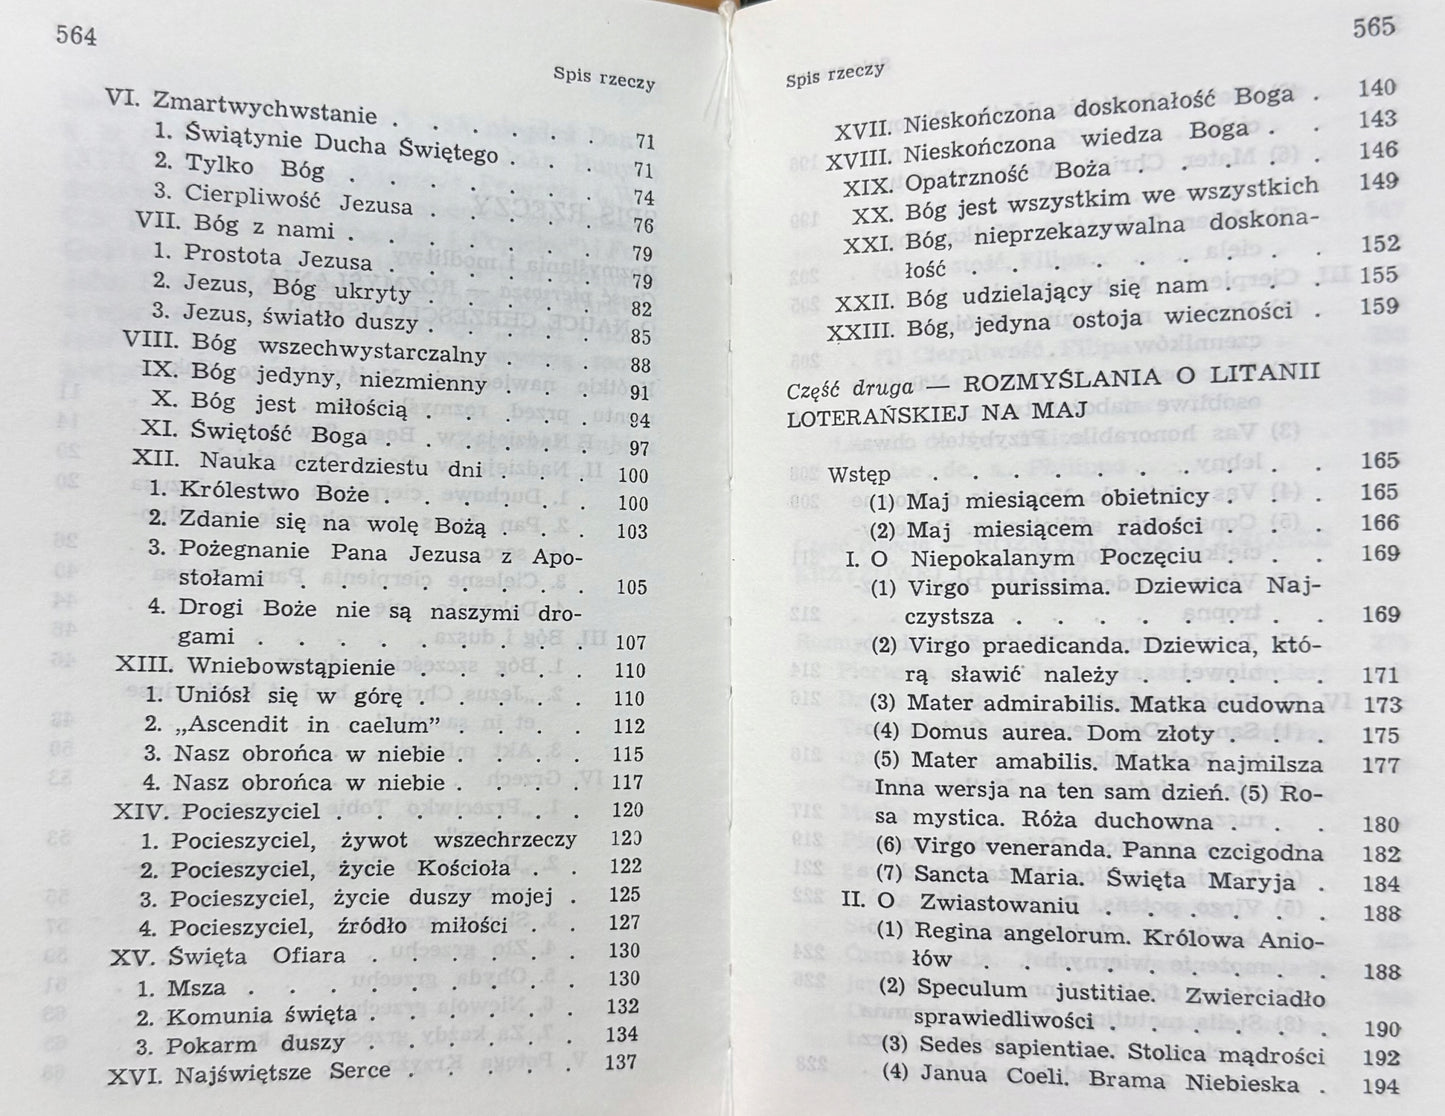 564
Spis rzeczy
VI. Zmartwychwstanie . . . . . . 71
1. Świątynie Ducha Świętego . . . 71
2. Tylko Bóg . . . . . . . 74
3. Cierpliwość Jezusa . . . . . 76
VII. Bóg z nami . . . . . . . 79
1. Prostota Jezusa . . . . . . 79
2. Jezus, Bóg ukryty . . . . . 82
3. Jezus, światło duszy . . . . . 85
VIII. Bóg wszechwystarczalny . . . 88
IX. Bóg jedyny, niezmienny . . . 91
X. Bóg jest miłością . . . . . 94
XI. Świętość Boga . . . . . . 97
XII. Nauka czterdziestu dni . . . 100
1. Królestwo Boże . . . . . . 100
2. Zdanie się na wolę Bożą . . . 103
3. Pożegnanie Pana Jezusa z Apo-
stołami . . . . . . . . 105
4. Drogi Boże nie są naszymi dro-
gami . . . . . . . . . 107
XIII. Wniebowstąpienie . . . . . 110
1. Uniósł się w górę . . . . . 110
2. „Ascendit in caelum” . . . . 112
3. Nasz obrońca w niebie . . . . 115
4. Nasz obrońca w niebie . . . . 117
XIV. Pocieszyciel . . . . . . . 120
1. Pocieszyciel, żywot wszechrzeczy 120
2. Pocieszyciel, życie Kościoła . . 122
3. Pocieszyciel, życie duszy mojej . 125
4. Pocieszyciel, źródło miłości . . 127
XV. Święta Ofiara . . . . . . 130
1. Msza . . . . . . . . . 130
2. Komunia święta . . . . . . 132
3. Pokarm duszy . . . . . . 134
XVI. Najświętsze Serce . . . . . 137
565
Spis rzeczy
XVII. Nieskończona doskonałość Boga . 140
XVIII. Nieskończona wiedza Boga . . 143
XIX. Opatrzność Boża . . . . . 146
XX. Bóg jest wszystkim we wszystkich 149
XXI. Bóg, nieprzekazywalna doskona-
łość . . . . . . . . . 152
XXII. Bóg udzielający się nam . . . 155
XXIII. Bóg, jedyna ostoja wieczności . 159
Część druga — ROZMYŚLANIA O LITANII
LOTERAŃSKIEJ NA MAJ
Wstęp . . . . . . . . . . 165
(1) Maj miesiącem obietnicy . . . 165
(2) Maj miesiącem radości . . . 166
I. O Niepokalanym Poczęciu . . . 169
(1) Virgo purissima. Dziewica Naj-
czystsza . . . . . . . . 169
(2) Virgo praedicanda. Dziewica, któ-
rą sławić należy . . . . . 171
(3) Mater admirabilis. Matka cudowna 173
(4) Domus aurea. Dom złoty . . . 175
(5) Mater amabilis. Matka najmilsza 177
Inna wersja na ten sam dzień. (5) Ro-
sa mystica. Róża duchowna . . . 180
(6) Virgo veneranda. Panna czcigodna 182
(7) Sancta Maria. Święta Maryja . 184
II. O Zwiastowaniu . . . . . . 188
(1) Regina angelorum. Królowa Anio-
łów . . . . . . . . . 188
(2) Speculum justitiae. Zwierciadło
sprawiedliwości . . . . . . 190
(3) Sedes sapientiae. Stolica mądrości 192
(4) Janua Coeli. Brama Niebieska . 194